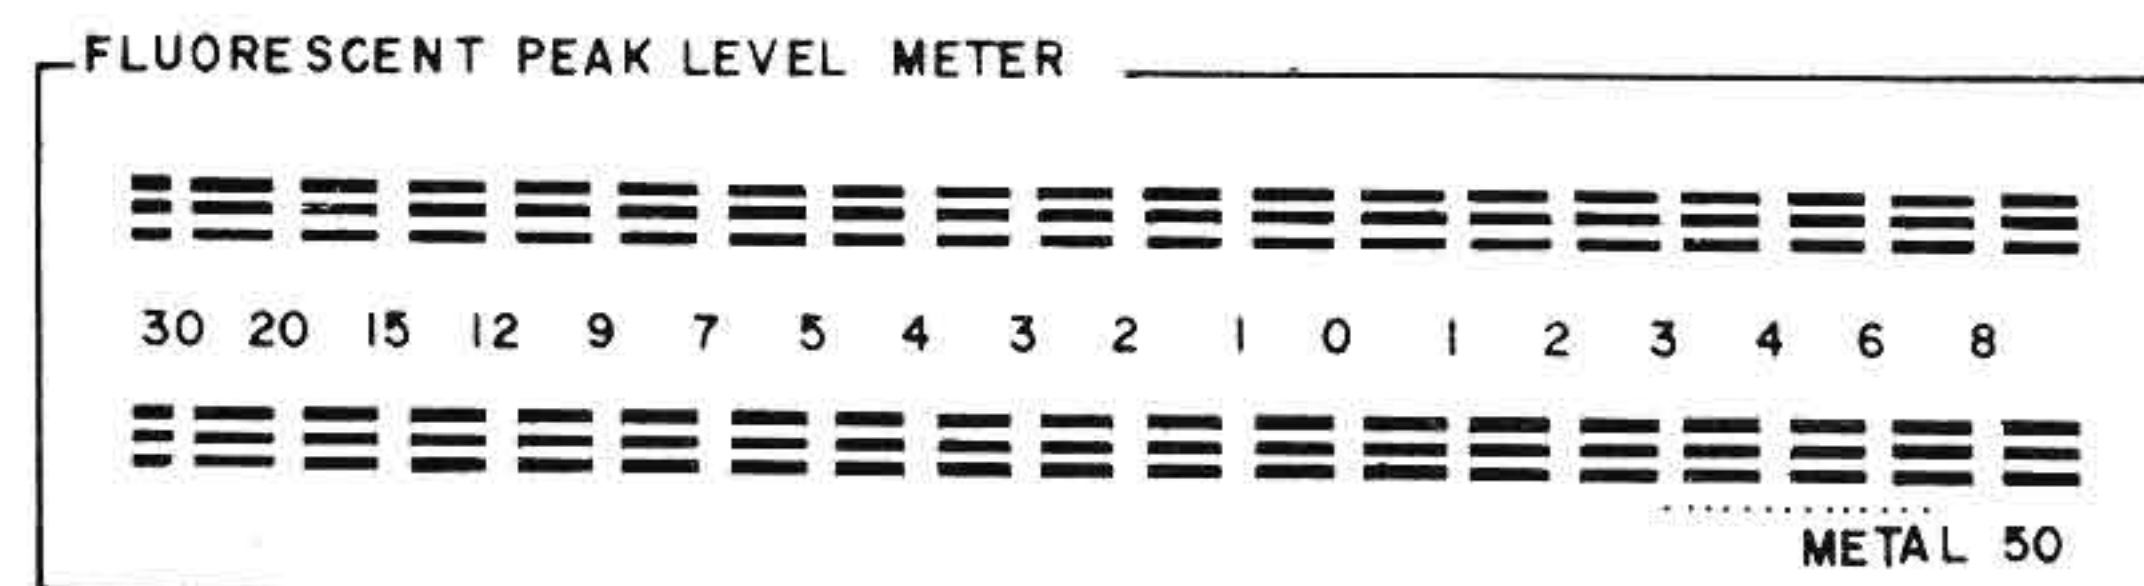 FLUORESCENT PEAK LEVEL METER
30 20 15 12 9 7 5 4 3 2 1 0 1 2 3 4 6 8
METAL 50